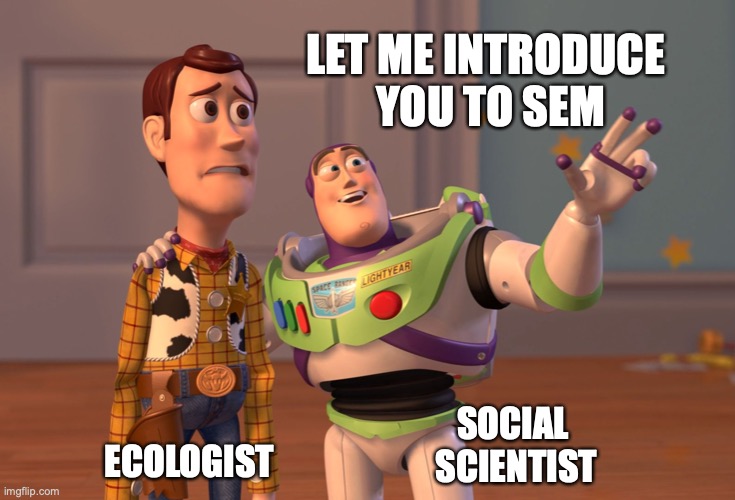 LET ME INTRODUCE
YOU TO SEM
SPACE RANGER
LIGHTYEAR
ECOLOGIST
SOCIAL
SCIENTIST
imgflip.com